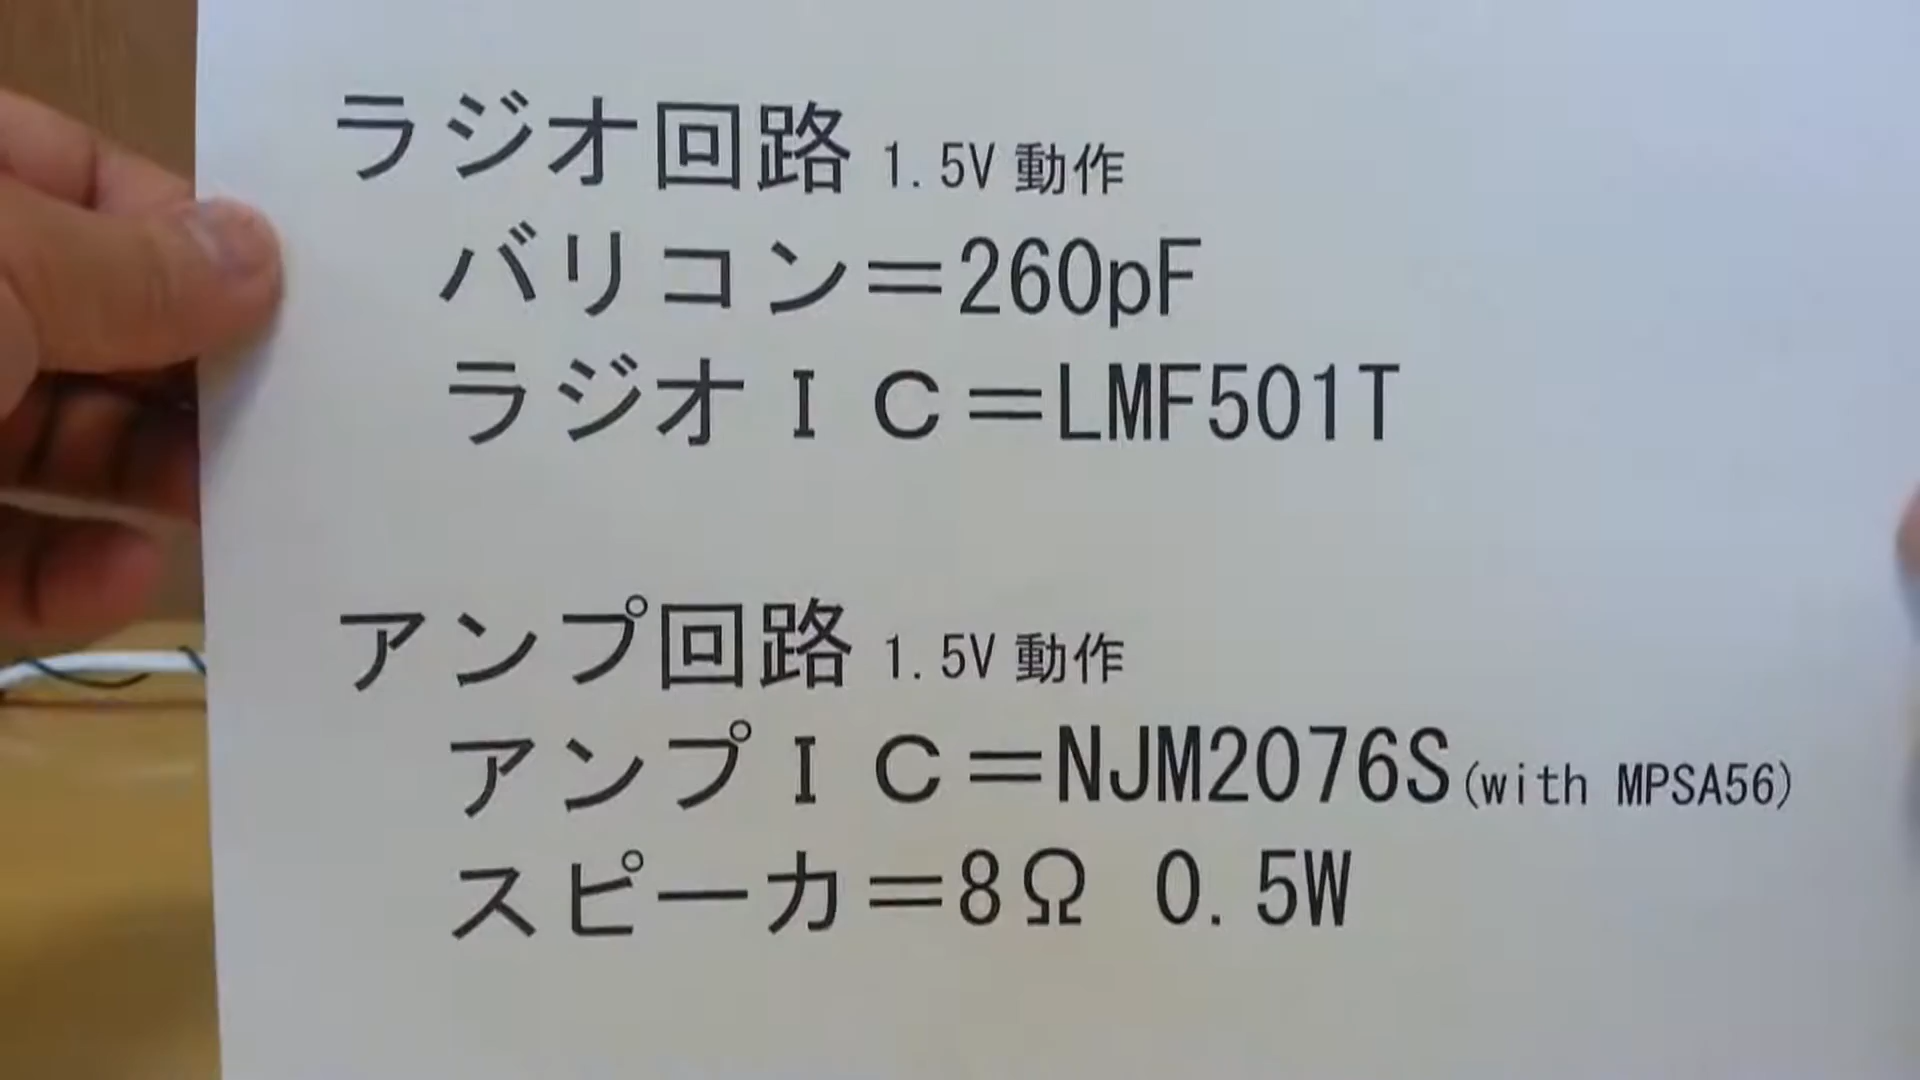 ラジオ回路 1.5V 動作
バリコン＝260pF
ラジオＩＣ＝LMF501T
アンプ回路 1.5V 動作
アンプＩＣ＝NJM2076S(with MPSA56)
スピーカ＝8Ω 0.5W